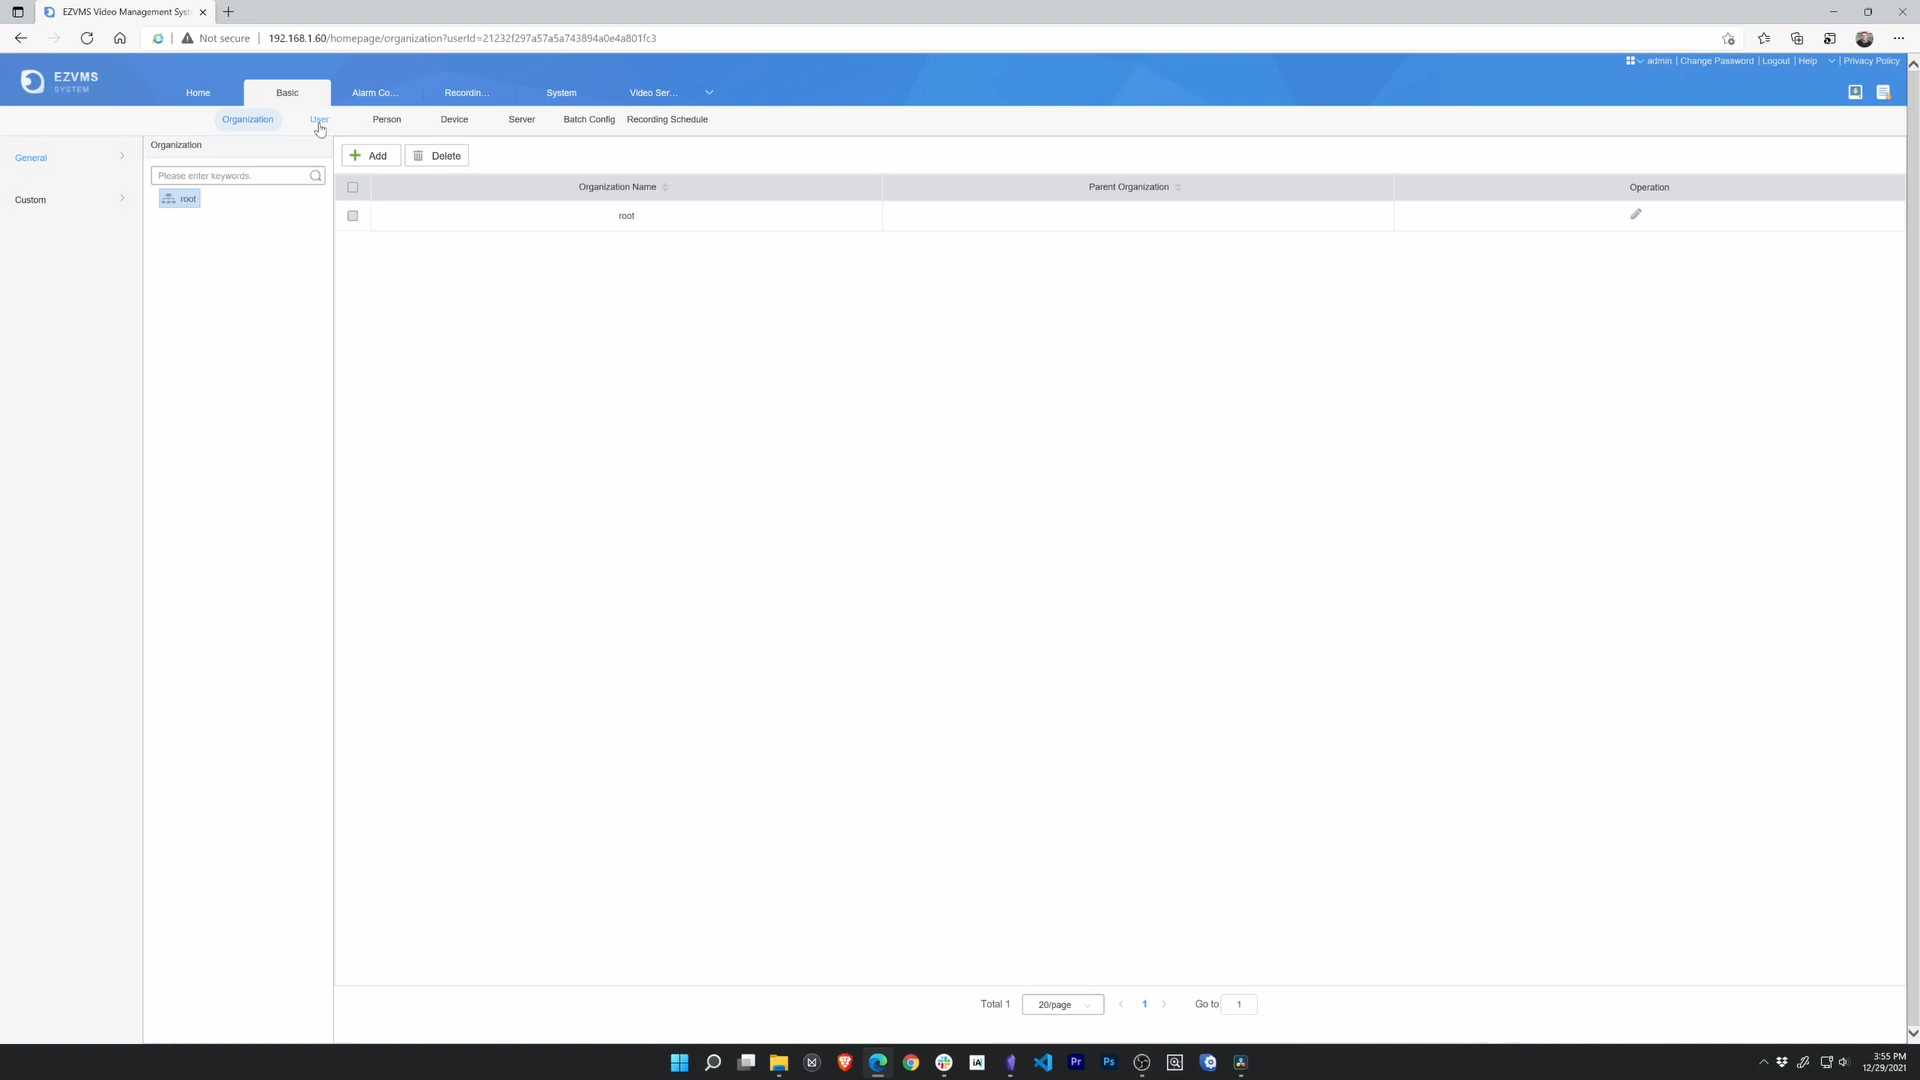 EZVMS Video Management Syst
Not secure
192.168.1.60/homepage/organization?userId=21232f297a57a5a743894a0e4a801fc3
admin | Change Password | Logout | Help | Privacy Policy
EZVMS
SYSTEM
Home
Basic
Alarm Co...
Recordin...
System
Video Ser...
Organization
User
Person
Device
Server
Batch Config
Recording Schedule
General
Custom
Organization
Please enter keywords.
root
Add
Delete
Organization Name
Parent Organization
Operation
root
Total 1
20/page
1
Go to
1
iA
Pr
Ps
3:55 PM
12/29/2021